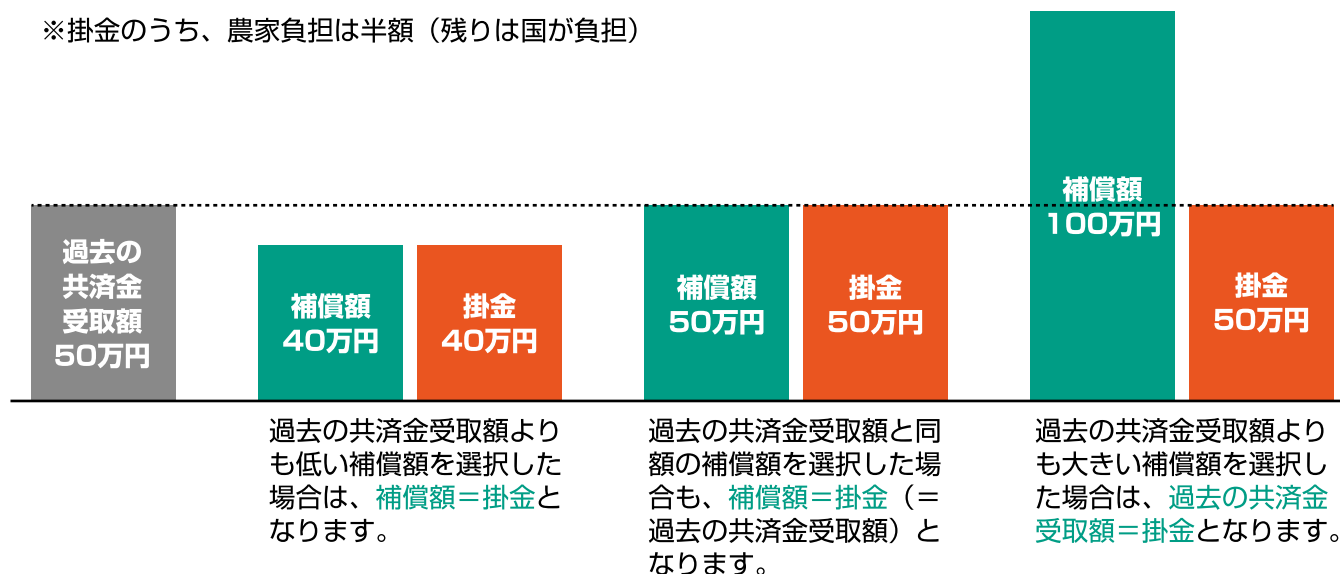 ※掛金のうち、農家負担は半額（残りは国が負担）
過去の
共済金
受取額
50万円
補償額
40万円
掛金
40万円
補償額
50万円
掛金
50万円
補償額
100万円
掛金
50万円
過去の共済金受取額より
も低い補償額を選択した
場合は、補償額＝掛金と
なります。
過去の共済金受取額と同
額の補償額を選択した場
合も、補償額＝掛金（＝
過去の共済金受取額）と
なります。
過去の共済金受取額より
も大きい補償額を選択し
た場合は、過去の共済金
受取額＝掛金となります。